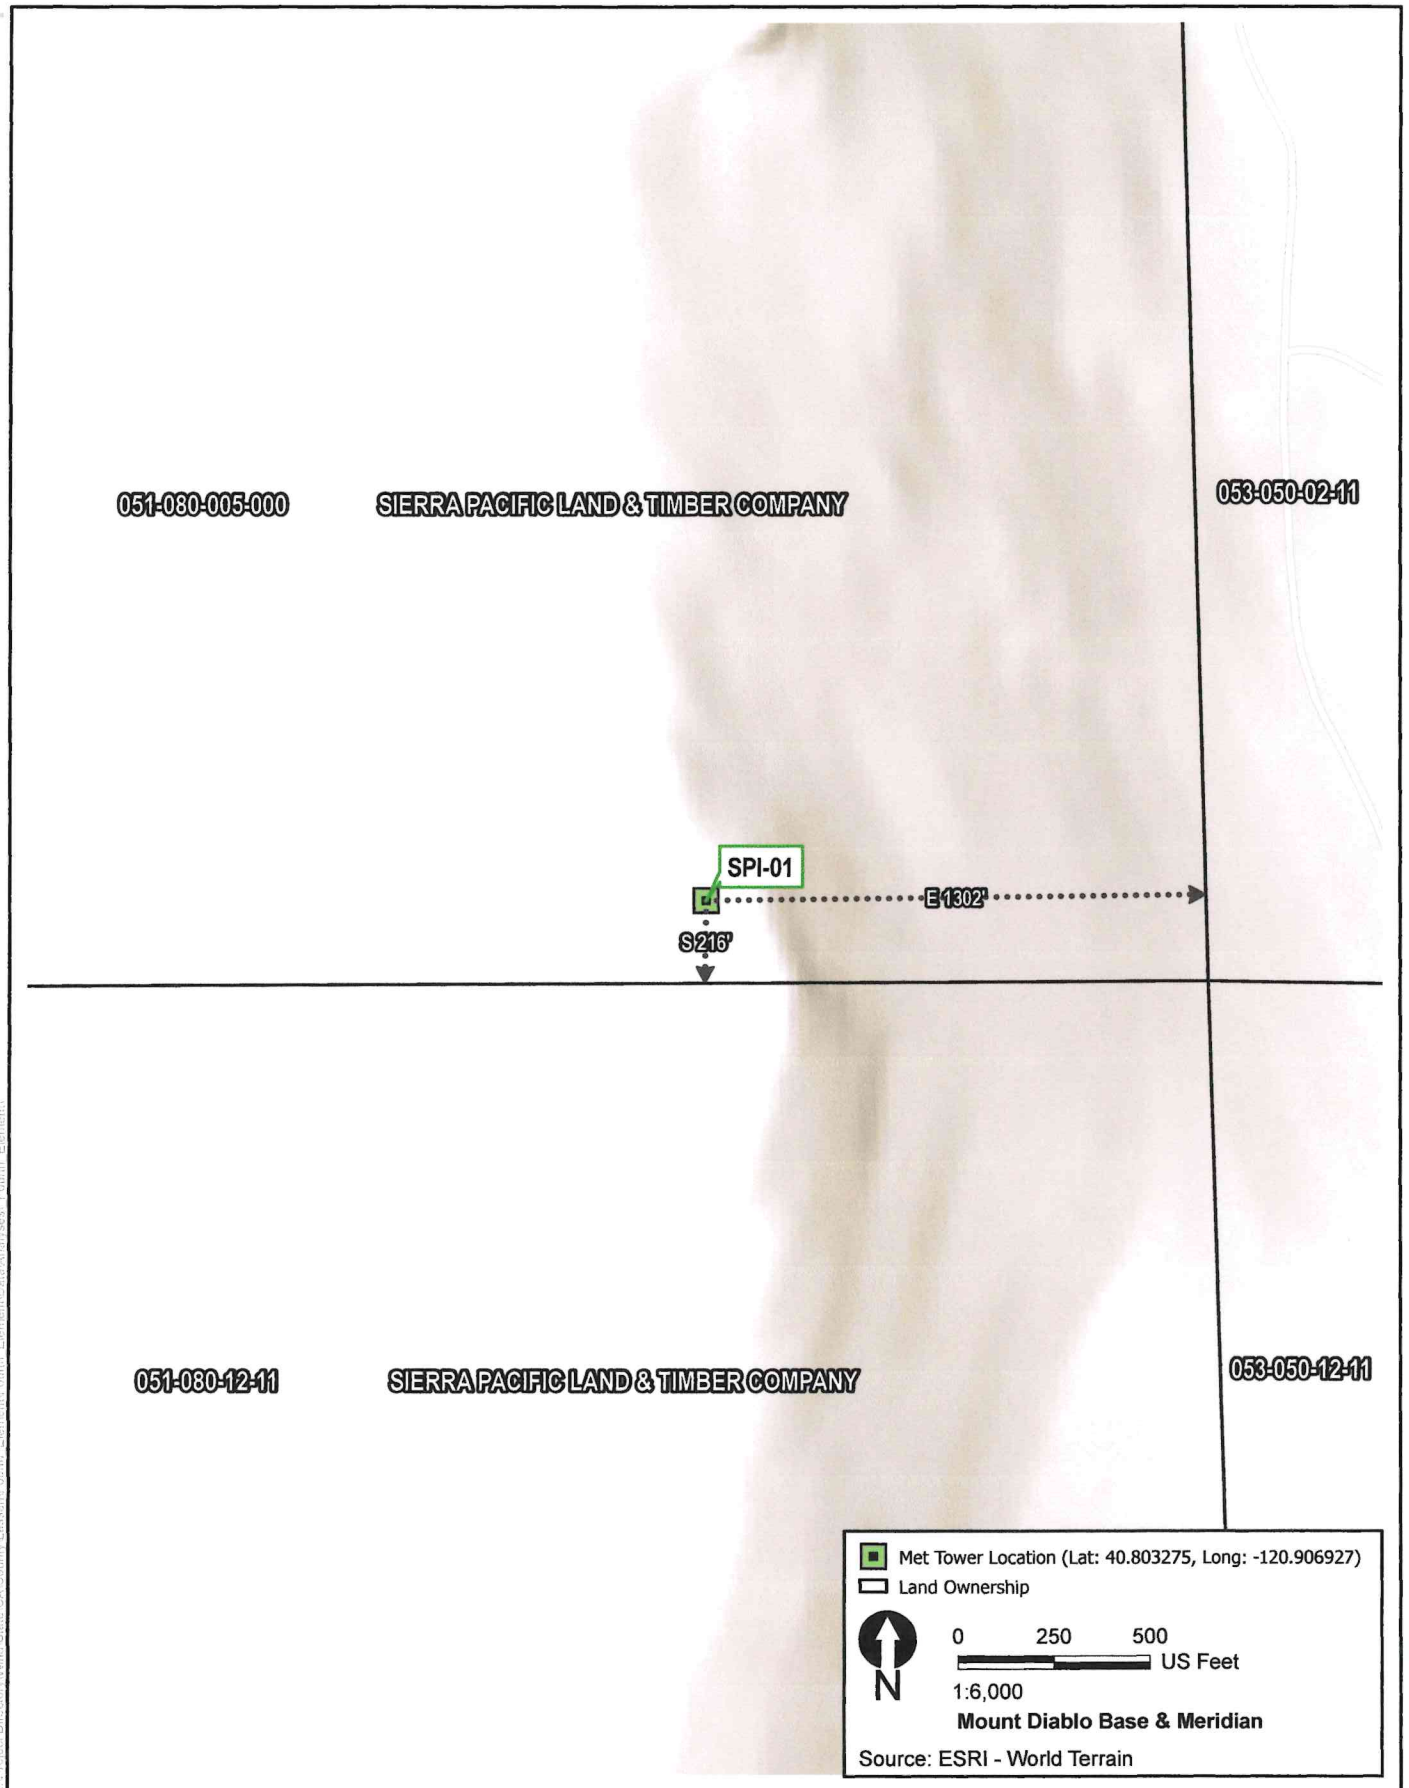 051-080-005-000 SIERRA PACIFIC LAND & TIMBER COMPANY 053-050-02-11
SPI-01
E 1302'
S 216'
051-080-12-11 SIERRA PACIFIC LAND & TIMBER COMPANY 053-050-12-11
Met Tower Location (Lat: 40.803275, Long: -120.906927)
Land Ownership
0 250 500
US Feet
N
1:6,000
Mount Diablo Base & Meridian
Source: ESRI - World Terrain